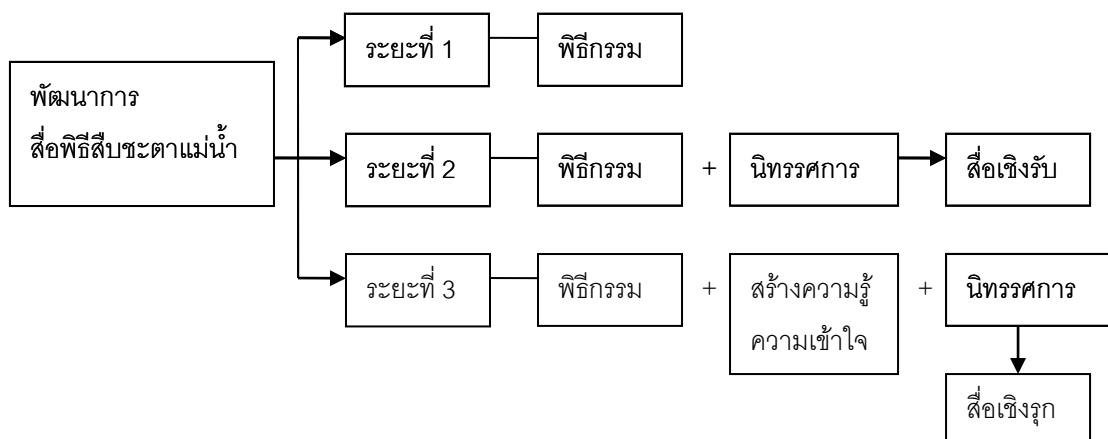 ระยะที่ 1
พิธีกรรม
พัฒนาการ
สื่อพิธีสืบชะตาแม่น้ำ
ระยะที่ 2
พิธีกรรม
+
นิทรรศการ
สื่อเชิงรับ
ระยะที่ 3
พิธีกรรม
+
สร้างความรู้
ความเข้าใจ
+
นิทรรศการ
สื่อเชิงรุก